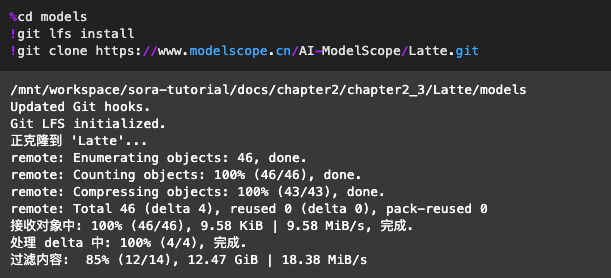 %cd models
!git lfs install
!git clone https://www.modelscope.cn/AI-ModelScope/Latte.git
/mnt/workspace/sora-tutorial/docs/chapter2/chapter2_3/Latte/models
Updated Git hooks.
Git LFS initialized.
正克隆到 'Latte'...
remote: Enumerating objects: 46, done.
remote: Counting objects: 100% (46/46), done.
remote: Compressing objects: 100% (43/43), done.
remote: Total 46 (delta 4), reused 0 (delta 0), pack-reused 0
接收对象中: 100% (46/46), 9.58 KiB | 9.58 MiB/s, 完成.
处理 delta 中: 100% (4/4), 完成.
过滤内容:  85% (12/14), 12.47 GiB | 18.38 MiB/s